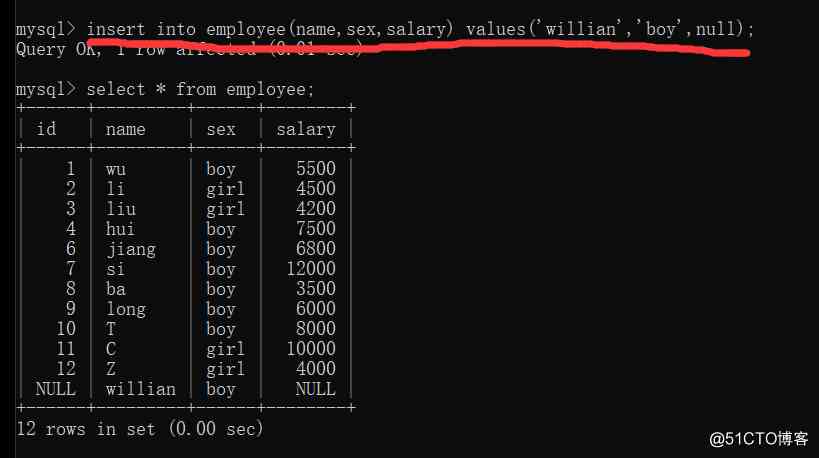 mysql> insert into employee(name,sex,salary) values('willian','boy',null);
Query OK, 1 row affected (0.01 sec)
mysql> select * from employee;
+------+---------+------+--------+
| id | name | sex | salary |
+------+---------+------+--------+
| 1 | wu | boy | 5500 |
| 2 | li | girl | 4500 |
| 3 | liu | girl | 4200 |
| 4 | hui | boy | 7500 |
| 6 | jiang | boy | 6800 |
| 7 | si | boy | 12000 |
| 8 | ba | boy | 3500 |
| 9 | long | boy | 6000 |
| 10 | T | boy | 8000 |
| 11 | C | girl | 10000 |
| 12 | Z | girl | 4000 |
| NULL | willian | boy | NULL |
+------+---------+------+--------+
12 rows in set (0.00 sec)
@51CTO博客